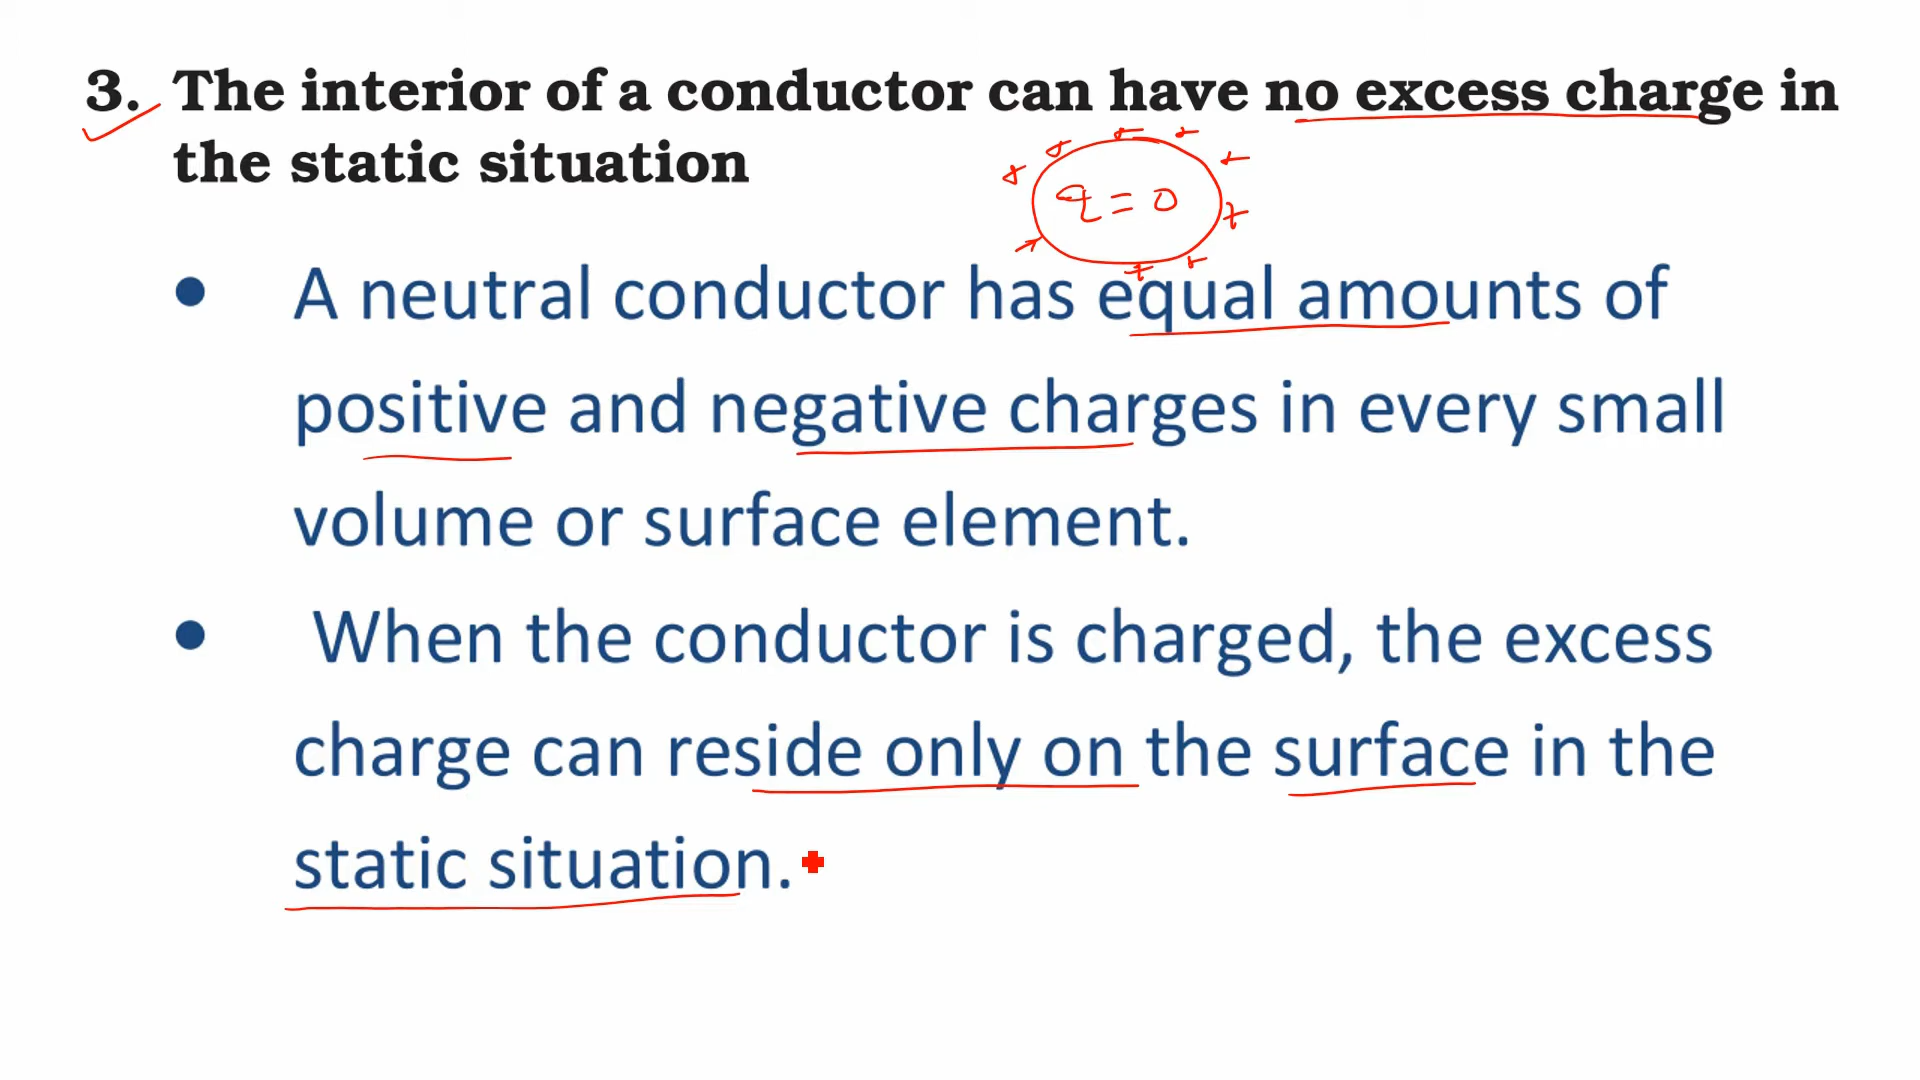 3. The interior of a conductor can have no excess charge in
the static situation
q = 0
• A neutral conductor has equal amounts of
positive and negative charges in every small
volume or surface element.
• When the conductor is charged, the excess
charge can reside only on the surface in the
static situation.